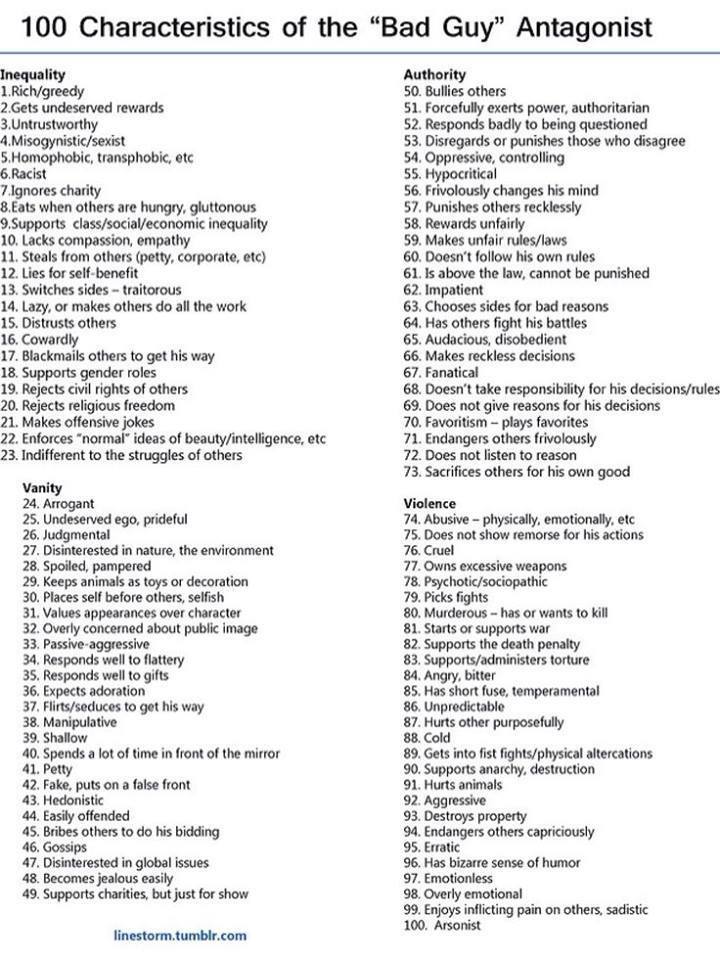 100 Characteristics of the “Bad Guy” Antagonist
Inequality
1.Rich/greedy
2.Gets undeserved rewards
3.Untrustworthy
4.Misogynistic/sexist
5.Homophobic, transphobic, etc
6.Racist
7.Ignores charity
8.Eats when others are hungry, gluttonous
9.Supports class/social/economic inequality
10. Lacks compassion, empathy
11. Steals from others (petty, corporate, etc)
12. Lies for self-benefit
13. Switches sides – traitorous
14. Lazy, or makes others do all the work
15. Distrusts others
16. Cowardly
17. Blackmails others to get his way
18. Supports gender roles
19. Rejects civil rights of others
20. Rejects religious freedom
21. Makes offensive jokes
22. Enforces “normal” ideas of beauty/intelligence, etc
23. Indifferent to the struggles of others
Vanity
24. Arrogant
25. Undeserved ego, prideful
26. Judgmental
27. Disinterested in nature, the environment
28. Spoiled, pampered
29. Keeps animals as toys or decoration
30. Places self before others, selfish
31. Values appearances over character
32. Overly concerned about public image
33. Passive-aggressive
34. Responds well to flattery
35. Responds well to gifts
36. Expects adoration
37. Flirts/seduces to get his way
38. Manipulative
39. Shallow
40. Spends a lot of time in front of the mirror
41. Petty
42. Fake, puts on a false front
43. Hedonistic
44. Easily offended
45. Bribes others to do his bidding
46. Gossips
47. Disinterested in global issues
48. Becomes jealous easily
49. Supports charities, but just for show
linestorm.tumblr.com
Authority
50. Bullies others
51. Forcefully exerts power, authoritarian
52. Responds badly to being questioned
53. Disregards or punishes those who disagree
54. Oppressive, controlling
55. Hypocritical
56. Frivolously changes his mind
57. Punishes others recklessly
58. Rewards unfairly
59. Makes unfair rules/laws
60. Doesn’t follow his own rules
61. Is above the law, cannot be punished
62. Impatient
63. Chooses sides for bad reasons
64. Has others fight his battles
65. Audacious, disobedient
66. Makes reckless decisions
67. Fanatical
68. Doesn’t take responsibility for his decisions/rules
69. Does not give reasons for his decisions
70. Favoritism – plays favorites
71. Endangers others frivolously
72. Does not listen to reason
73. Sacrifices others for his own good
Violence
74. Abusive – physically, emotionally, etc
75. Does not show remorse for his actions
76. Cruel
77. Owns excessive weapons
78. Psychotic/sociopathic
79. Picks fights
80. Murderous – has or wants to kill
81. Starts or supports war
82. Supports the death penalty
83. Supports/administers torture
84. Angry, bitter
85. Has short fuse, temperamental
86. Unpredictable
87. Hurts other purposefully
88. Cold
89. Gets into fist fights/physical altercations
90. Supports anarchy, destruction
91. Hurts animals
92. Aggressive
93. Destroys property
94. Endangers others capriciously
95. Erratic
96. Has bizarre sense of humor
97. Emotionless
98. Overly emotional
99. Enjoys inflicting pain on others, sadistic
100. Arsonist